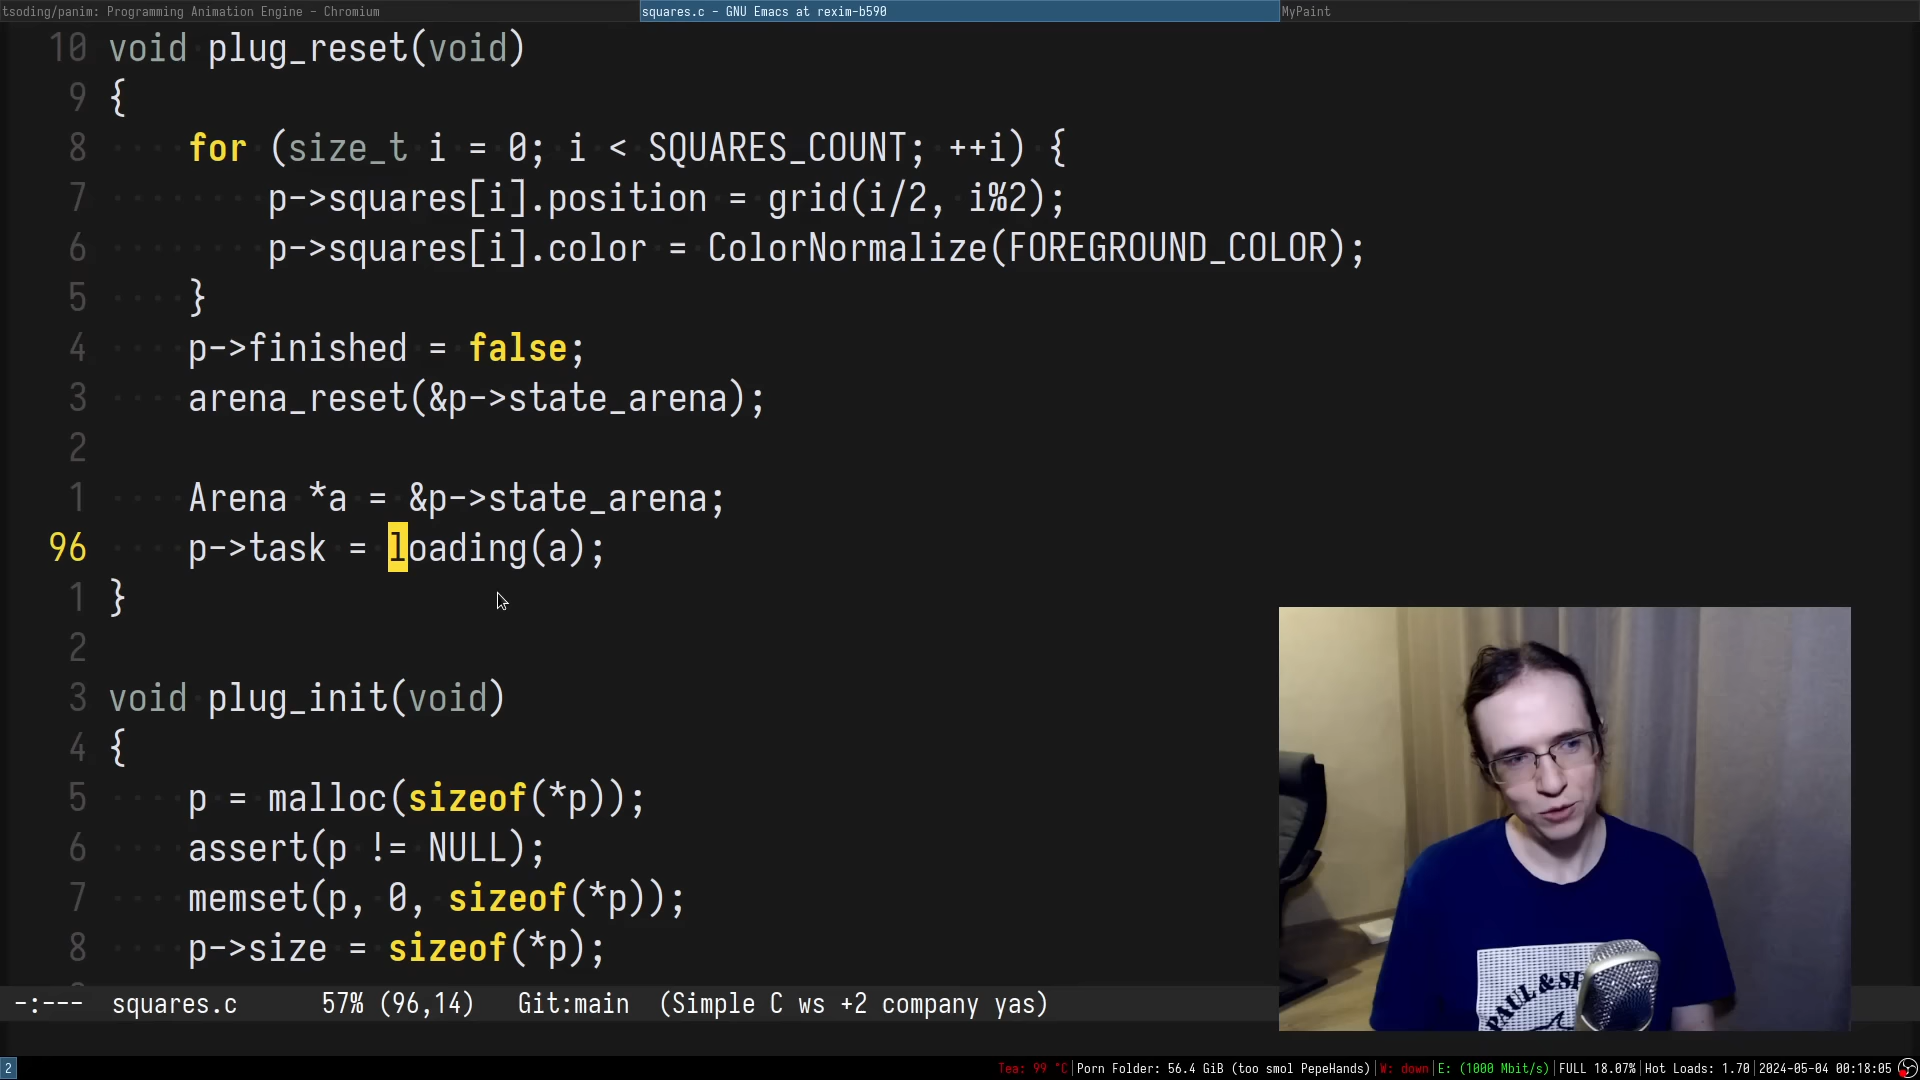 tsoding/panim: Programming Animation Engine - Chromium
squares.c - GNU Emacs at rexim-b590
MyPaint
10 void plug_reset(void)
9 {
8 for (size_t i = 0; i < SQUARES_COUNT; ++i) {
7 p->squares[i].position = grid(i/2, i%2);
6 p->squares[i].color = ColorNormalize(FOREGROUND_COLOR);
5 }
4 p->finished = false;
3 arena_reset(&p->state_arena);
2
1 Arena *a = &p->state_arena;
96 p->task = loading(a);
1 }
2
3 void plug_init(void)
4 {
5 p = malloc(sizeof(*p));
6 assert(p != NULL);
7 memset(p, 0, sizeof(*p));
8 p->size = sizeof(*p);
PAUL & S
-:--- squares.c 57% (96,14) Git:main (Simple C ws +2 company yas)
2
Tea: 99 °C|Porn Folder: 56.4 GiB (too smol PepeHands)|W: down|E: (1000 Mbit/s)|FULL 18.07%|Hot Loads: 1.70|2024-05-04 00:18:05